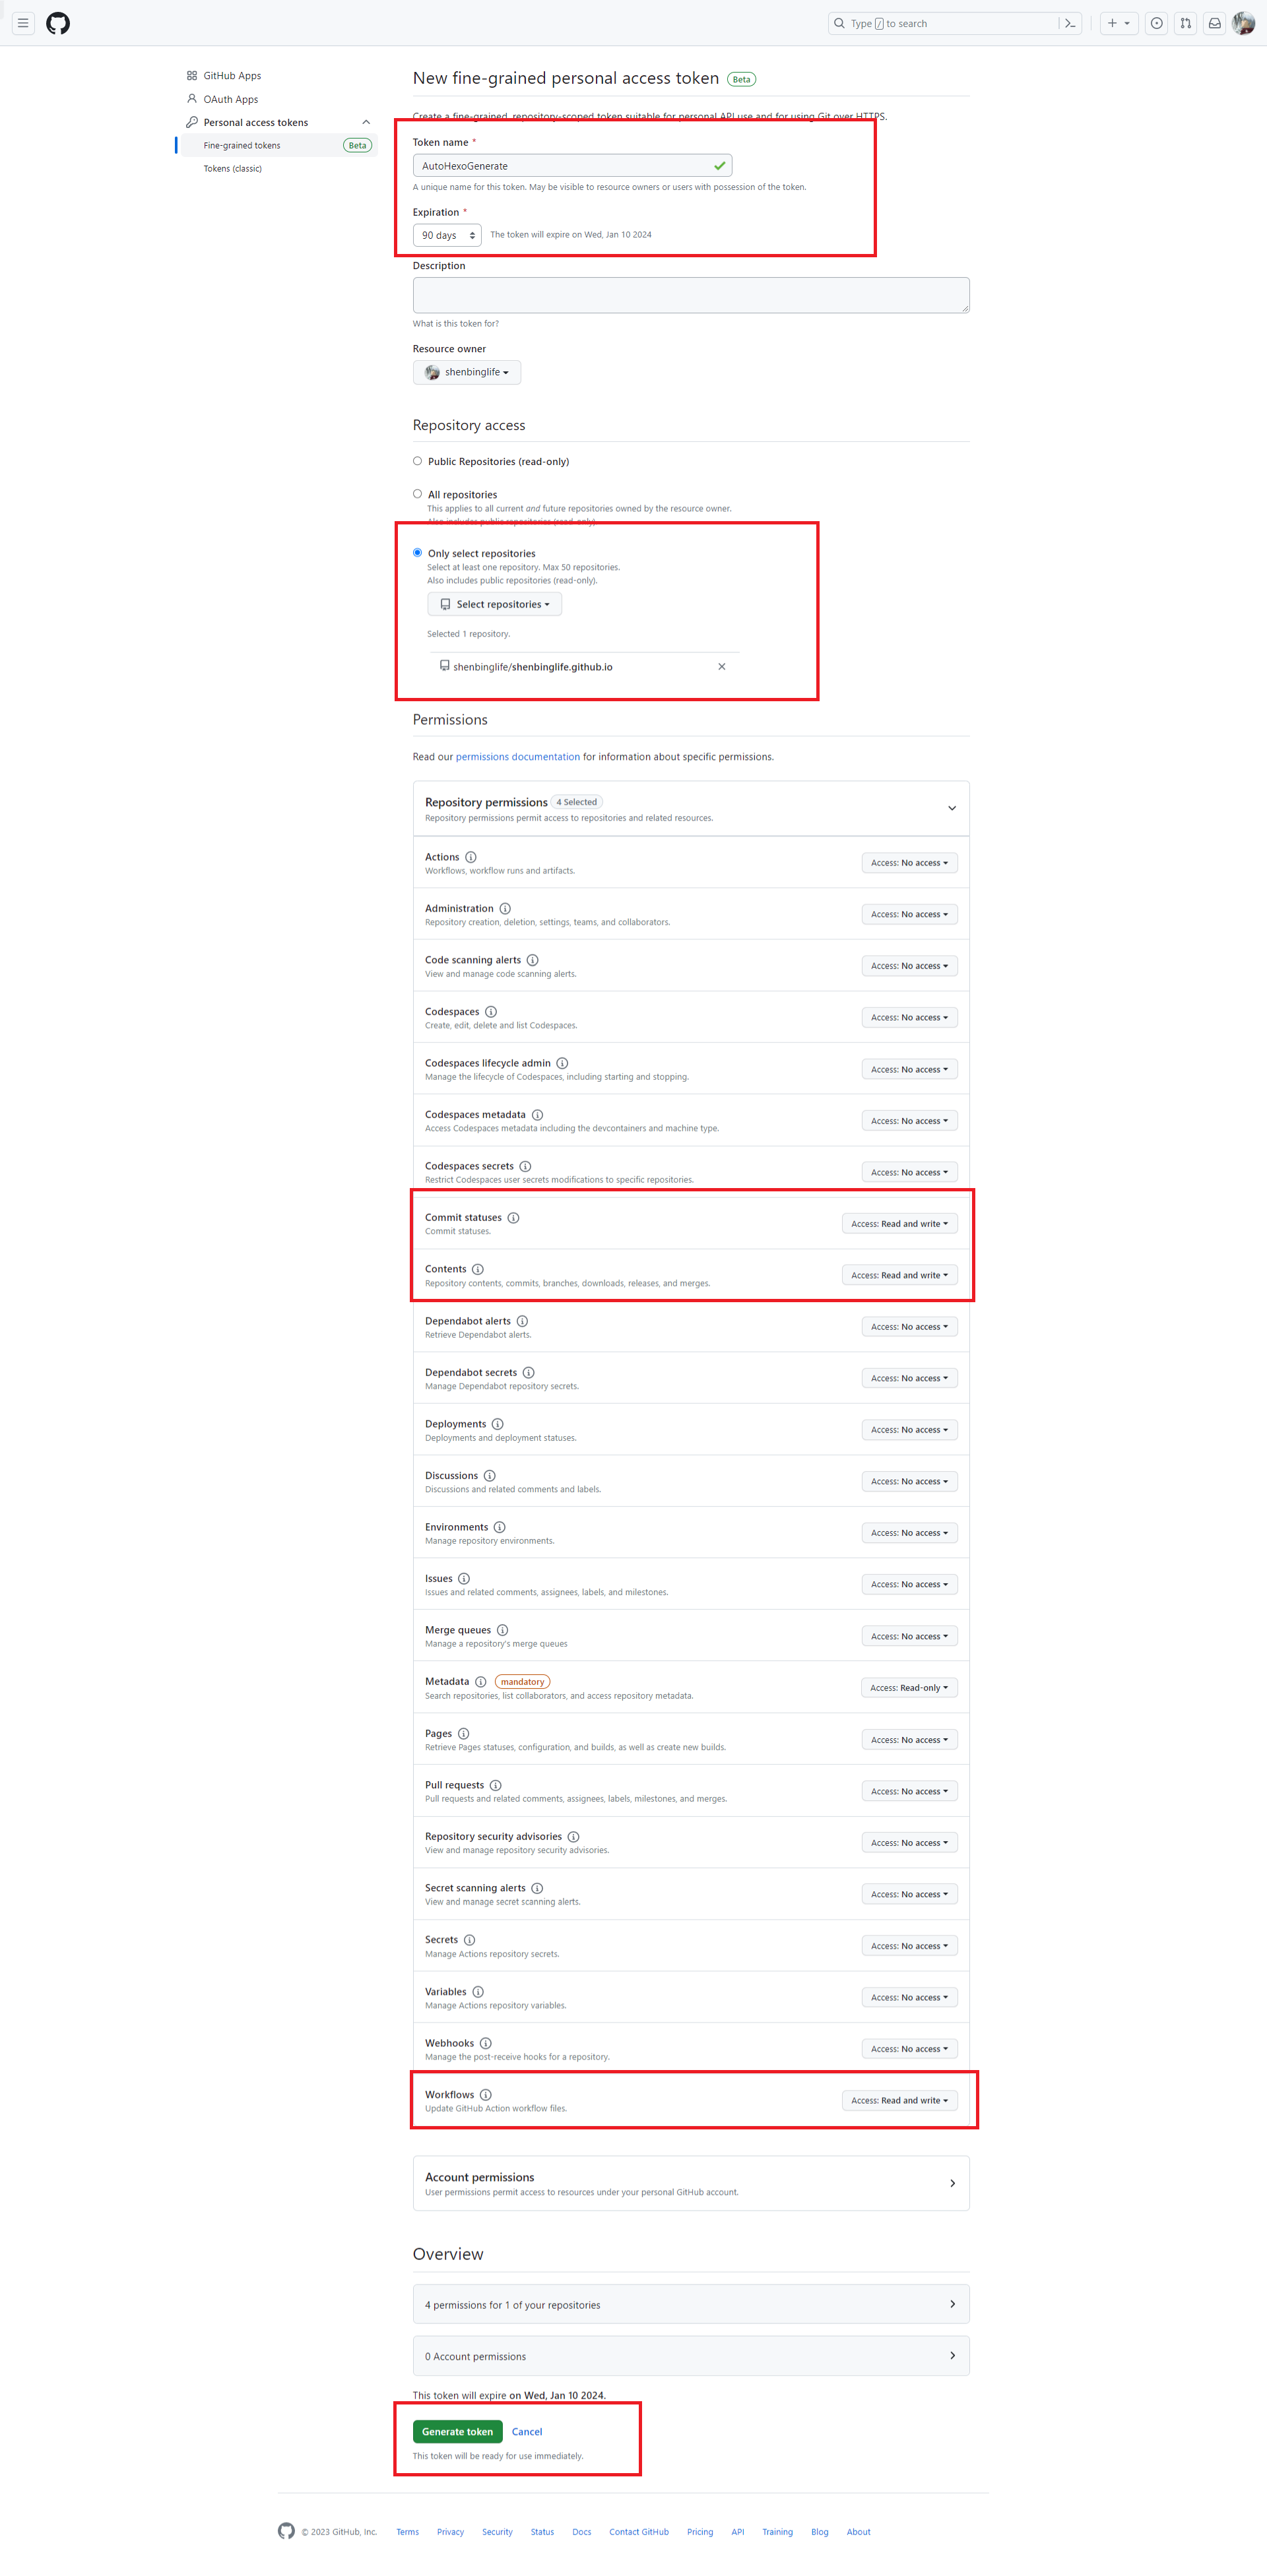 Type / to search
GitHub Apps
OAuth Apps
Personal access tokens
Fine-grained tokens Beta
Tokens (classic)
New fine-grained personal access token Beta
Create a fine-grained, repository-scoped token suitable for personal API use and for using Git over HTTPS.
Token name *
AutoHexoGenerate
A unique name for this token. May be visible to resource owners or users with possession of the token.
Expiration *
90 days The token will expire on Wed, Jan 10 2024
Description
What is this token for?
Resource owner
shenbinglife
Repository access
Public Repositories (read-only)
All repositories
This applies to all current and future repositories owned by the resource owner.
Also includes public repositories (read-only).
Only select repositories
Select at least one repository. Max 50 repositories.
Also includes public repositories (read-only).
Select repositories
Selected 1 repository.
shenbinglife/shenbinglife.github.io
Permissions
Read our permissions documentation for information about specific permissions.
Repository permissions 4 Selected
Repository permissions permit access to repositories and related resources.
Actions
Access: No access
Workflows, workflow runs and artifacts.
Administration
Access: No access
Repository creation, deletion, settings, teams, and collaborators.
Code scanning alerts
Access: No access
View and manage code scanning alerts.
Codespaces
Access: No access
Create, edit, delete and list Codespaces.
Codespaces lifecycle admin
Access: No access
Manage the lifecycle of Codespaces, including starting and stopping.
Codespaces metadata
Access: No access
Access Codespaces metadata including the devcontainers and machine type.
Codespaces secrets
Access: No access
Restrict Codespaces user secrets modifications to specific repositories.
Commit statuses
Access: Read and write
Commit statuses.
Contents
Access: Read and write
Repository contents, commits, branches, downloads, releases, and merges.
Dependabot alerts
Access: No access
Retrieve Dependabot alerts.
Dependabot secrets
Access: No access
Manage Dependabot repository secrets.
Deployments
Access: No access
Deployments and deployment statuses.
Discussions
Access: No access
Discussions and related comments and labels.
Environments
Access: No access
Manage repository environments.
Issues
Access: No access
Issues and related comments, assignees, labels, and milestones.
Merge queues
Access: No access
Manage a repository's merge queues
Metadata mandatory
Access: Read-only
Search repositories, list collaborators, and access repository metadata.
Pages
Access: No access
Retrieve Pages statuses, configuration, and builds, as well as create new builds.
Pull requests
Access: No access
Pull requests and related comments, assignees, labels, milestones, and merges.
Repository security advisories
Access: No access
View and manage repository security advisories.
Secret scanning alerts
Access: No access
View and manage secret scanning alerts.
Secrets
Access: No access
Manage Actions repository secrets.
Variables
Access: No access
Manage Actions repository variables.
Webhooks
Access: No access
Manage the post-receive hooks for a repository.
Workflows
Access: Read and write
Update GitHub Action workflow files.
Account permissions
User permissions permit access to resources under your personal GitHub account.
Overview
4 permissions for 1 of your repositories
0 Account permissions
This token will expire on Wed, Jan 10 2024.
Generate token Cancel
This token will be ready for use immediately.
© 2023 GitHub, Inc. Terms Privacy Security Status Docs Contact GitHub Pricing API Training Blog About